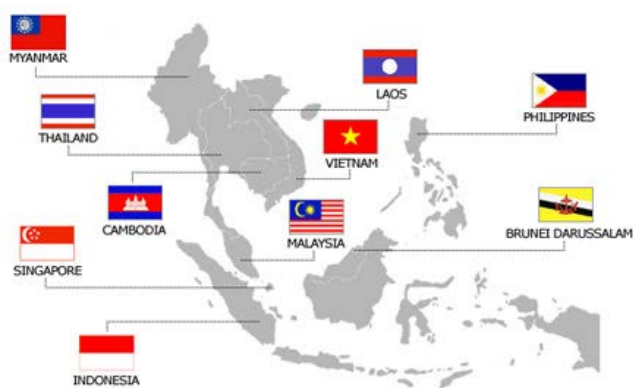 MYANMAR
LAOS
THAILAND
PHILIPPINES
VIETNAM
CAMBODIA
MALAYSIA
BRUNEI DARUSSALAM
SINGAPORE
INDONESIA